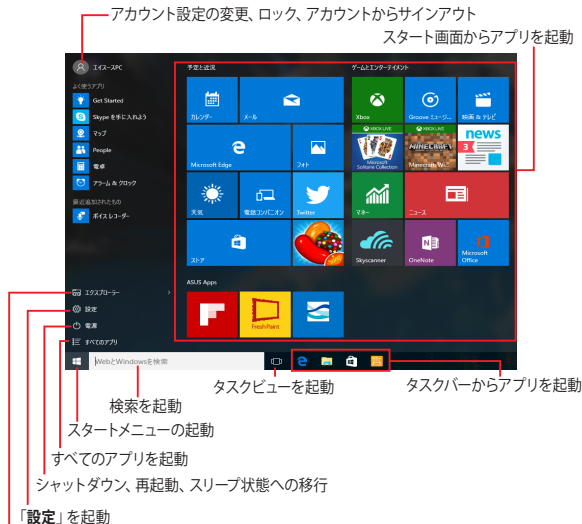 アカウント設定の変更、ロック、アカウントからサインアウト
スタート画面からアプリを起動
エイスースPC
よく使うアプリ
Get Started
Skype を手に入れよう
マップ
People
電卓
アラーム & クロック
最近追加されたもの
ボイス レコーダー
エクスプローラー
設定
電源
すべてのアプリ
予定と近況
カレンダー
メール
Microsoft Edge
フォト
天気
電話コンパニオン
Twitter
ストア
ASUS Apps
Fresh Paint
ゲームとエンターテイメント
Xbox
Groove ミュージ...
映画 & テレビ
XBOX LIVE
Microsoft
Solitaire Collection
XBOX LIVE
MINECRAFT
Minecraft: Wi...
news
3
マネー
ニュース
Skyscanner
OneNote
Microsoft
Office
WebとWindowsを検索
タスクビューを起動
タスクバーからアプリを起動
検索を起動
スタートメニューの起動
すべてのアプリを起動
シャットダウン、再起動、スリープ状態への移行
「設定」を起動